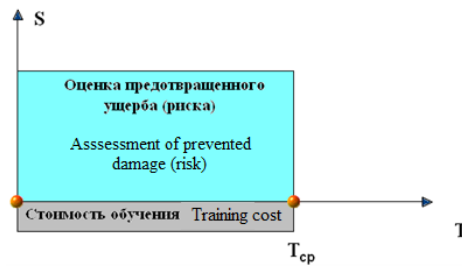 S
Оценка предотвращенного
ущерба (риска)
Asssessment of prevented
damage (risk)
Стоимость обучения Training cost
T
Tср